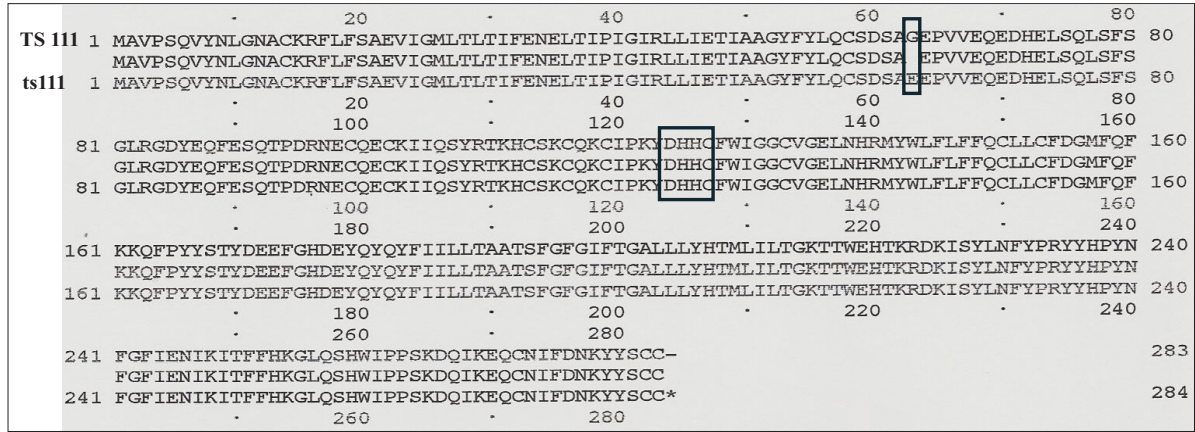 · 20 · 40 · 60 · 80
TS 111 1 MAVPSQVYNLGNACKRFLFSAEVIGMLTLTIFENELTIPIGIRLLIETIAAGYFYLQCSDSAGEPVVEQEDHELSQLSFS 80
MAVPSQVYNLGNACKRFLFSAEVIGMLTLTIFENELTIPIGIRLLIETIAAGYFYLQCSDSA EPVVEQEDHELSQLSFS
ts111 1 MAVPSQVYNLGNACKRFLFSAEVIGMLTLTIFENELTIPIGIRLLIETIAAGYFYLQCSDSAEEPVVEQEDHELSQLSFS 80
· 20 · 40 · 60 · 80
· 100 · 120 · 140 · 160
81 GLRGDYEQFESQTPDRNECQECKIIQSYRTKHCSKCQKCIPKYDHHCFWIGGCVGELNHRMYWLFLFFQCLLCFDGMFQF 160
GLRGDYEQFESQTPDRNECQECKIIQSYRTKHCSKCQKCIPKYDHHCFWIGGCVGELNHRMYWLFLFFQCLLCFDGMFQF
81 GLRGDYEQFESQTPDRNECQECKIIQSYRTKHCSKCQKCIPKYDHHCFWIGGCVGELNHRMYWLFLFFQCLLCFDGMFQF 160
· 100 · 120 · 140 · 160
· 180 · 200 · 220 · 240
161 KKQFPYYSTYDEEFGHDEYQYQYFIILLTAATSFGFGIFTGALLLYHTMLILTGKTTWEHTKRDKISYLNFYPRYYHPYN 240
KKQFPYYSTYDEEFGHDEYQYQYFIILLTAATSFGFGIFTGALLLYHTMLILTGKTTWEHTKRDKISYLNFYPRYYHPYN
161 KKQFPYYSTYDEEFGHDEYQYQYFIILLTAATSFGFGIFTGALLLYHTMLILTGKTTWEHTKRDKISYLNFYPRYYHPYN 240
· 180 · 200 · 220 · 240
· 260 · 280
241 FGFIENIKITFFHKGLQSHWIPPSKDQIKEQCNIFDNKYYSCC- 283
FGFIENIKITFFHKGLQSHWIPPSKDQIKEQCNIFDNKYYSCC
241 FGFIENIKITFFHKGLQSHWIPPSKDQIKEQCNIFDNKYYSCC* 284
· 260 · 280